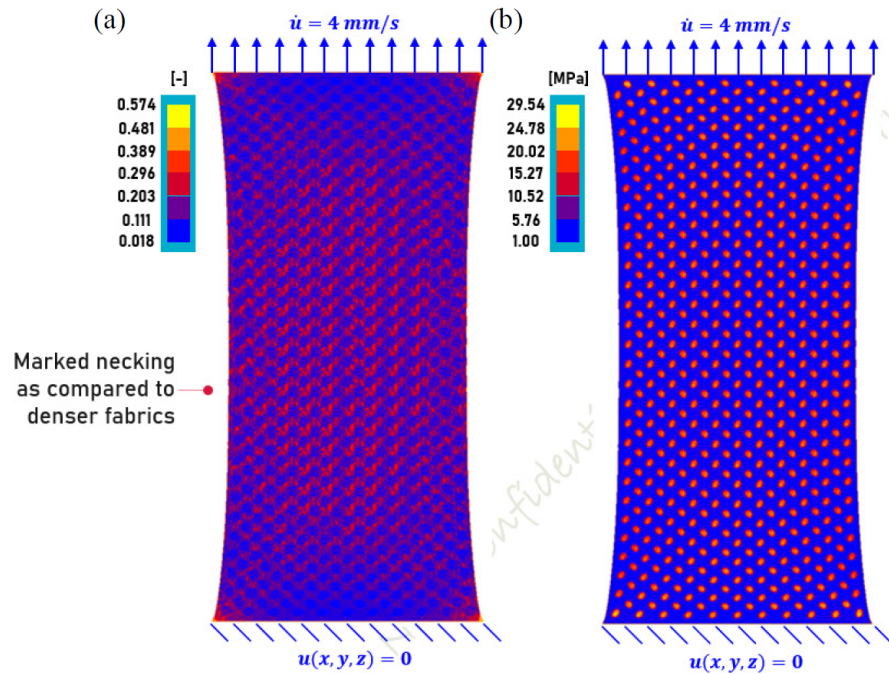 (a)
u̇ = 4 mm/s
[-]
0.574
0.481
0.389
0.296
0.203
0.111
0.018
Marked necking
as compared to
denser fabrics
u(x, y, z) = 0
(b)
u̇ = 4 mm/s
[MPa]
29.54
24.78
20.02
15.27
10.52
5.76
1.00
u(x, y, z) = 0